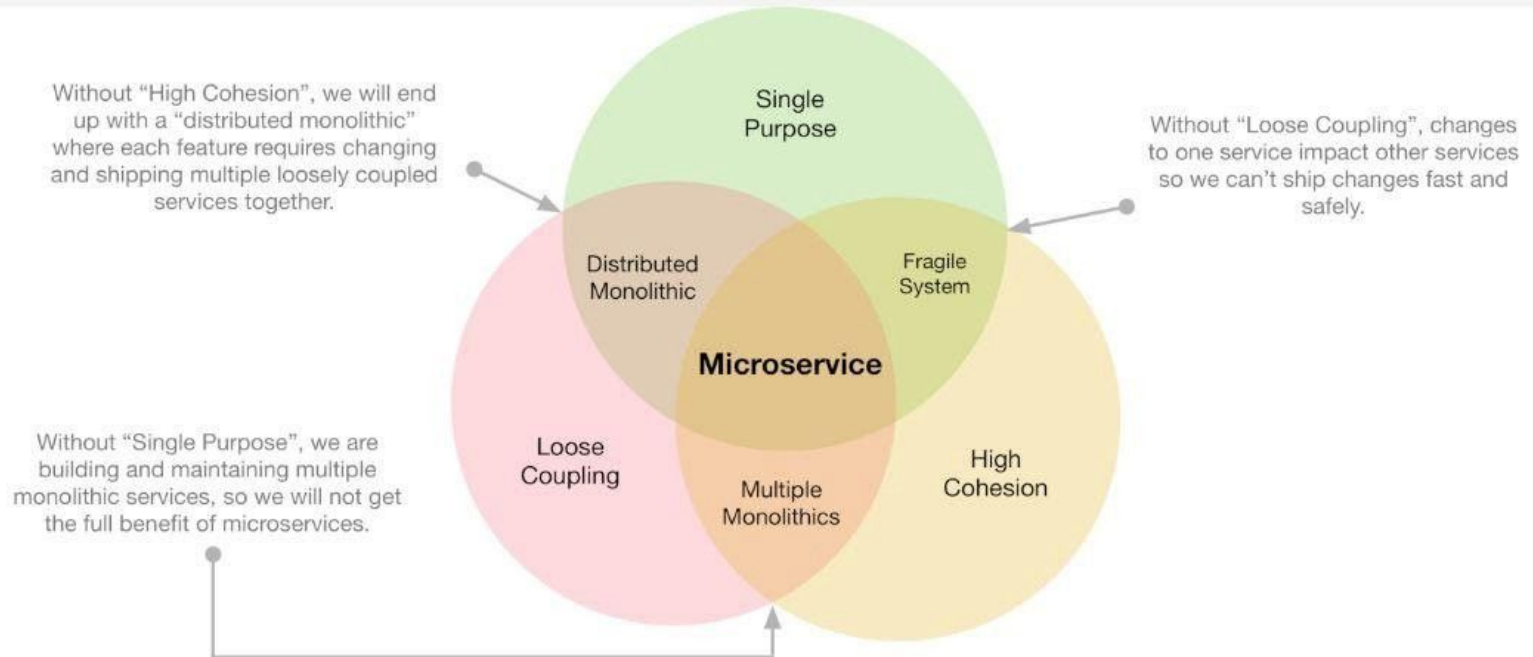 Without “High Cohesion”, we will end
up with a “distributed monolithic”
where each feature requires changing
and shipping multiple loosely coupled
services together.
Single
Purpose
Without “Loose Coupling”, changes
to one service impact other services
so we can’t ship changes fast and
safely.
Distributed
Monolithic
Fragile
System
Microservice
Without “Single Purpose”, we are
building and maintaining multiple
monolithic services, so we will not get
the full benefit of microservices.
Loose
Coupling
Multiple
Monolithics
High
Cohesion